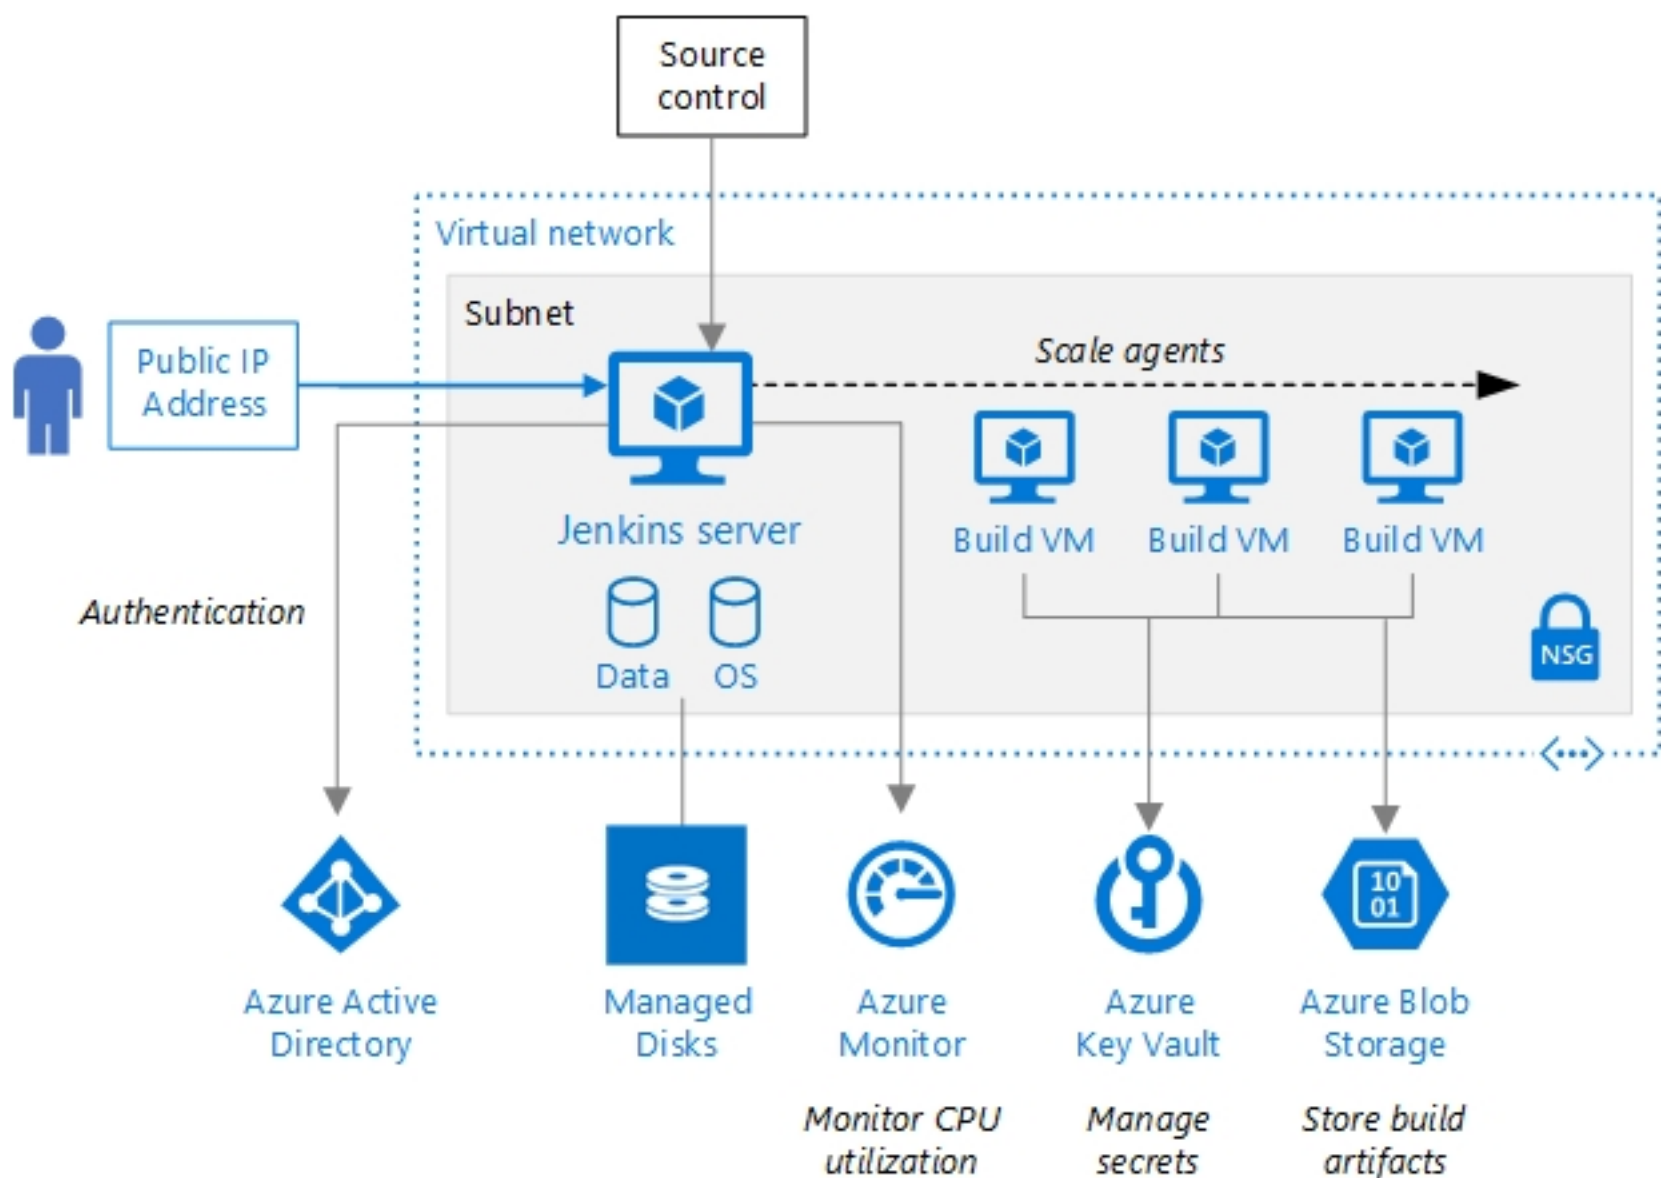 Source
control
Virtual network
Subnet
Public IP
Address
Scale agents
Jenkins server
Build VM
Build VM
Build VM
Authentication
Data
OS
NSG
10
01
Azure Active
Directory
Managed
Disks
Azure
Monitor
Azure
Key Vault
Azure Blob
Storage
Monitor CPU
utilization
Manage
secrets
Store build
artifacts